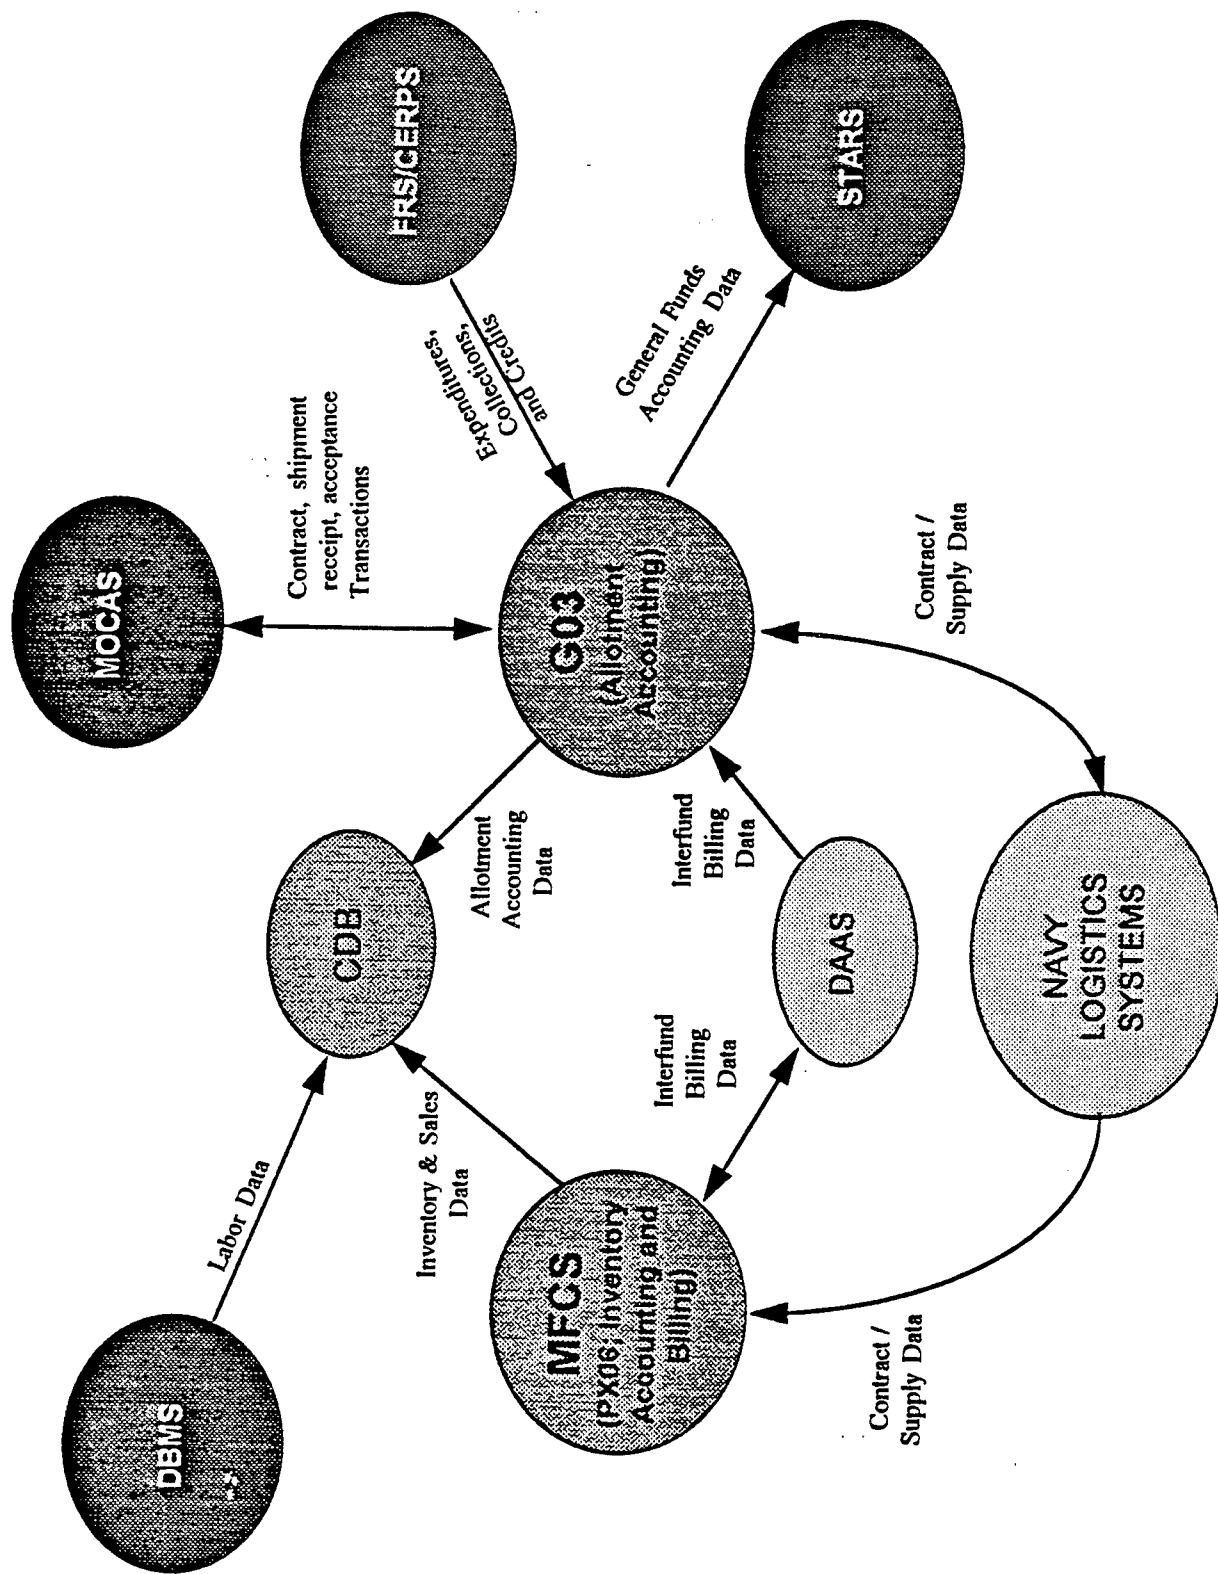 DBMS
Labor Data
MOCAS
Contract, shipment
receipt, acceptance
Transactions
FRS/CERPS
Expenditures,
Collections,
and Credits
CDB
Inventory & Sales
Data
Allotment
Accounting
Data
MFCS
(PX06; Inventory
Accounting and
Billing)
G03
(Allotment
Accounting)
General Funds
Accounting Data
STARS
Interfund
Billing
Data
Interfund
Billing
Data
DAAS
Contract /
Supply Data
NAVY
LOGISTICS
SYSTEMS
Contract /
Supply Data